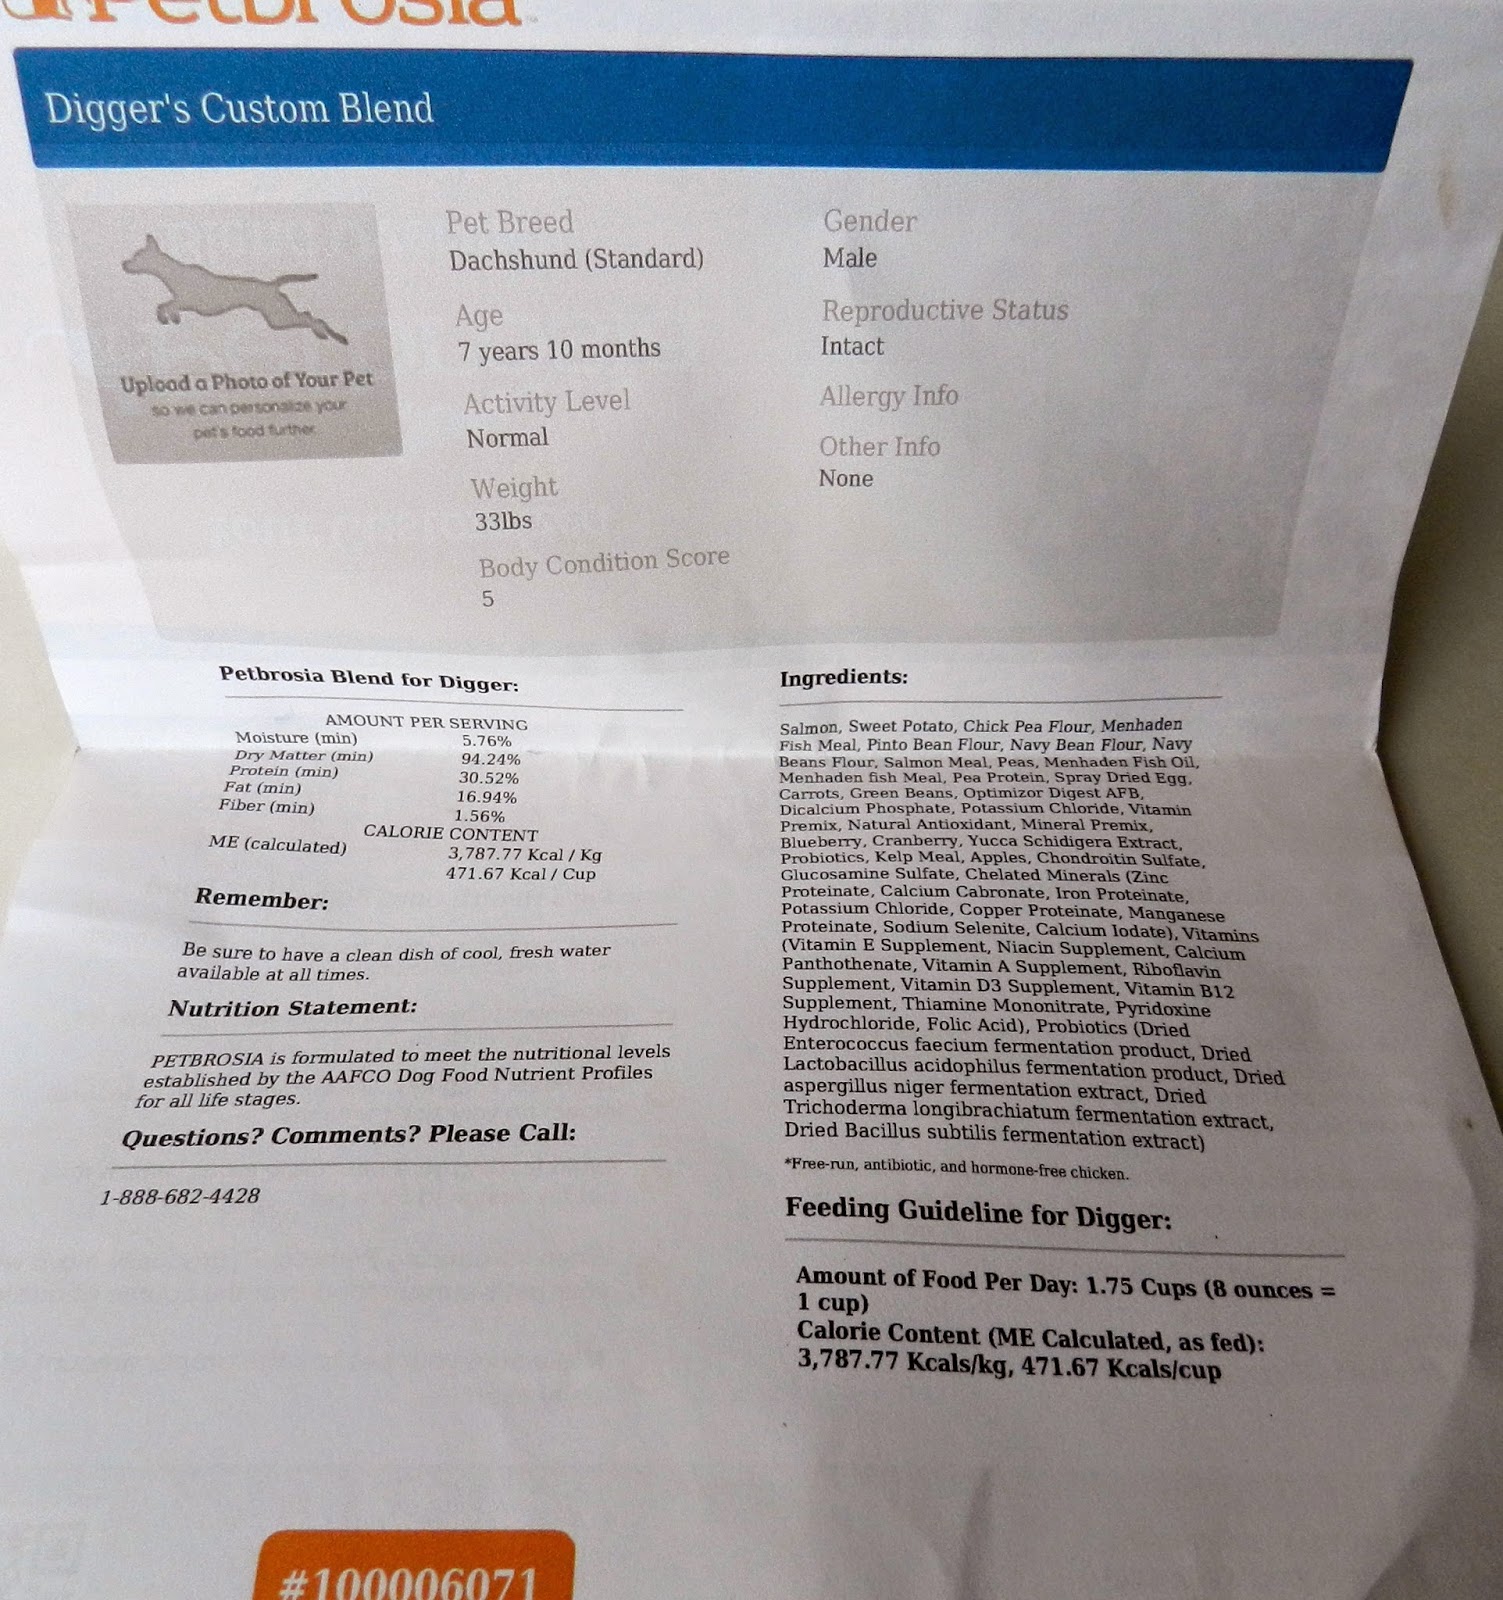 Petbrosia
Digger's Custom Blend
Upload a Photo of Your Pet
so we can personalize your
pet's food further.
Pet Breed
Dachshund (Standard)
Age
7 years 10 months
Activity Level
Normal
Weight
33lbs
Body Condition Score
5
Gender
Male
Reproductive Status
Intact
Allergy Info
Other Info
None
Petbrosia Blend for Digger:
AMOUNT PER SERVING
Moisture (min) 5.76%
Dry Matter (min) 94.24%
Protein (min) 30.52%
Fat (min) 16.94%
Fiber (min) 1.56%
CALORIE CONTENT
ME (calculated) 3,787.77 Kcal / Kg
471.67 Kcal / Cup
Remember:
Be sure to have a clean dish of cool, fresh water
available at all times.
Nutrition Statement:
PETBROSIA is formulated to meet the nutritional levels
established by the AAFCO Dog Food Nutrient Profiles
for all life stages.
Questions? Comments? Please Call:
1-888-682-4428
Ingredients:
Salmon, Sweet Potato, Chick Pea Flour, Menhaden
Fish Meal, Pinto Bean Flour, Navy Bean Flour, Navy
Beans Flour, Salmon Meal, Peas, Menhaden Fish Oil,
Menhaden fish Meal, Pea Protein, Spray Dried Egg,
Carrots, Green Beans, Optimizor Digest AFB,
Dicalcium Phosphate, Potassium Chloride, Vitamin
Premix, Natural Antioxidant, Mineral Premix,
Blueberry, Cranberry, Yucca Schidigera Extract,
Probiotics, Kelp Meal, Apples, Chondroitin Sulfate,
Glucosamine Sulfate, Chelated Minerals (Zinc
Proteinate, Calcium Cabronate, Iron Proteinate,
Potassium Chloride, Copper Proteinate, Manganese
Proteinate, Sodium Selenite, Calcium Iodate), Vitamins
(Vitamin E Supplement, Niacin Supplement, Calcium
Panthothenate, Vitamin A Supplement, Riboflavin
Supplement, Vitamin D3 Supplement, Vitamin B12
Supplement, Thiamine Mononitrate, Pyridoxine
Hydrochloride, Folic Acid), Probiotics (Dried
Enterococcus faecium fermentation product, Dried
Lactobacillus acidophilus fermentation product, Dried
aspergillus niger fermentation extract, Dried
Trichoderma longibrachiatum fermentation extract,
Dried Bacillus subtilis fermentation extract)
*Free-run, antibiotic, and hormone-free chicken.
Feeding Guideline for Digger:
Amount of Food Per Day: 1.75 Cups (8 ounces =
1 cup)
Calorie Content (ME Calculated, as fed):
3,787.77 Kcals/kg, 471.67 Kcals/cup
#100006071